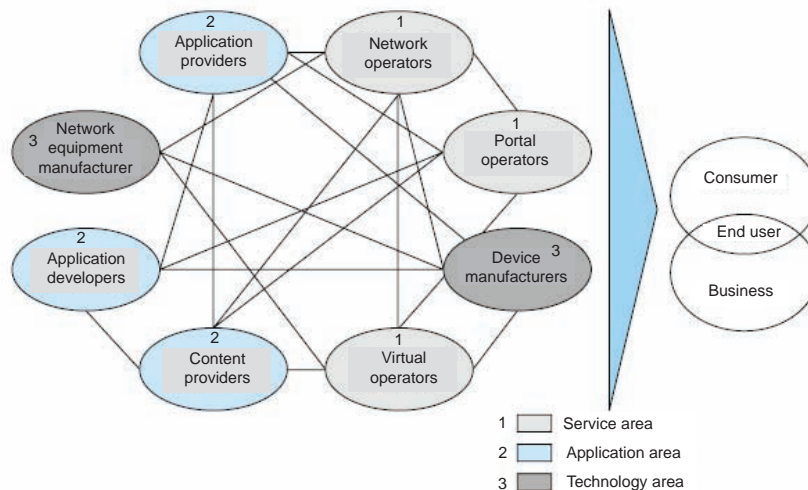 2
Application
providers
1
Network
operators
3 Network
equipment
manufacturer
1
Portal
operators
2
Application
developers
Device 3
manufacturers
2
Content
providers
1
Virtual
operators
Consumer
End user
Business
1 Service area
2 Application area
3 Technology area